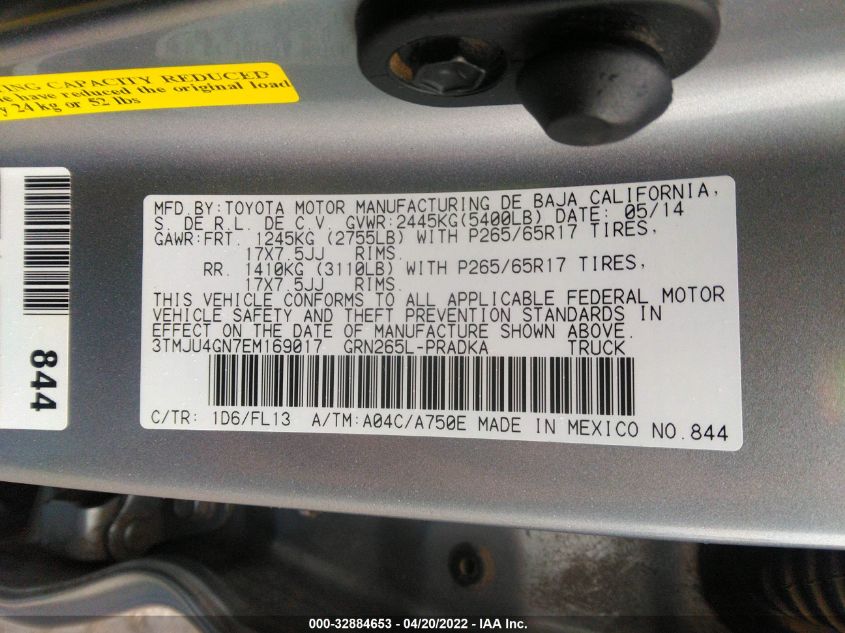 ING CAPACITY REDUCED
have reduced the original load
24 kg or 52 lbs
844
MFD.BY:TOYOTA MOTOR MANUFACTURING DE BAJA CALIFORNIA,
S. DE R.L. DE C.V. GVWR:2445KG(5400LB) DATE: 05/14
GAWR:FRT. 1245KG (2755LB) WITH P265/65R17 TIRES,
17X7.5JJ RIMS.
RR. 1410KG (3110LB) WITH P265/65R17 TIRES,
17X7.5JJ RIMS.
THIS VEHICLE CONFORMS TO ALL APPLICABLE FEDERAL MOTOR
VEHICLE SAFETY AND THEFT PREVENTION STANDARDS IN
EFFECT ON THE DATE OF MANUFACTURE SHOWN ABOVE.
3TMJU4GN7EM169017 GRN265L-PRADKA TRUCK
C/TR: 1D6/FL13 A/TM:A04C/A750E MADE IN MEXICO NO.844
000-32884653 - 04/20/2022 - IAA Inc.